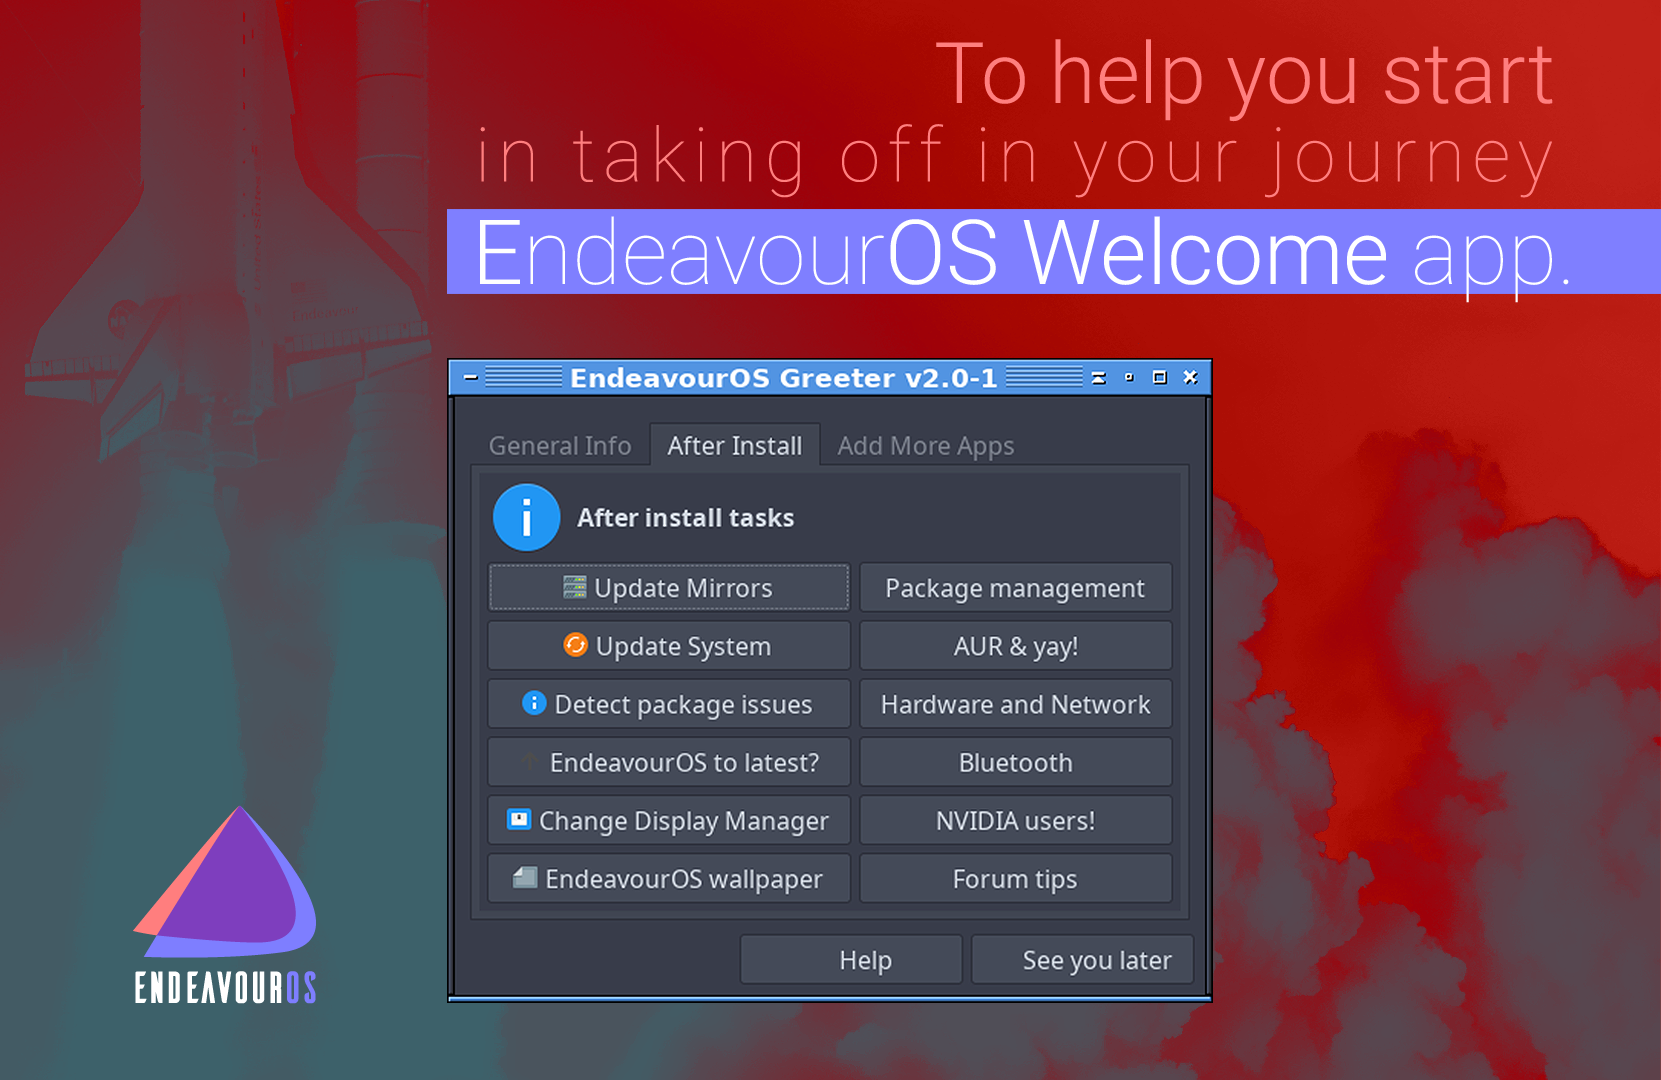 To help you start
in taking off in your journey
EndeavourOS Welcome app.
EndeavourOS Greeter v2.0-1
General Info After Install Add More Apps
After install tasks
Update Mirrors Package management
Update System AUR & yay!
Detect package issues Hardware and Network
EndeavourOS to latest? Bluetooth
Change Display Manager NVIDIA users!
EndeavourOS wallpaper Forum tips
Help See you later
ENDEAVOUROS